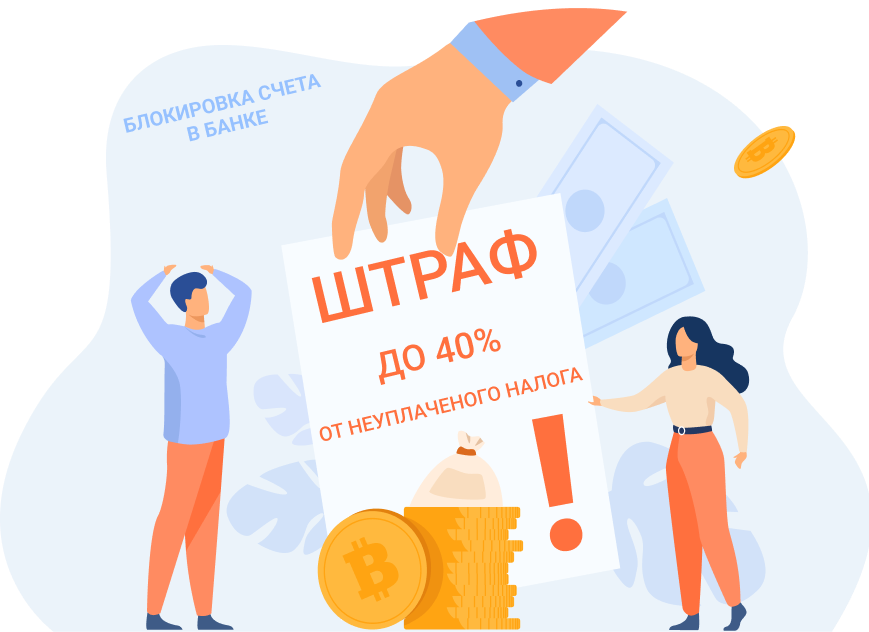 БЛОКИРОВКА СЧЕТА
В БАНКЕ
ШТРАФ
ДО 40%
ОТ НЕУПЛАЧЕНОГО НАЛОГА
!